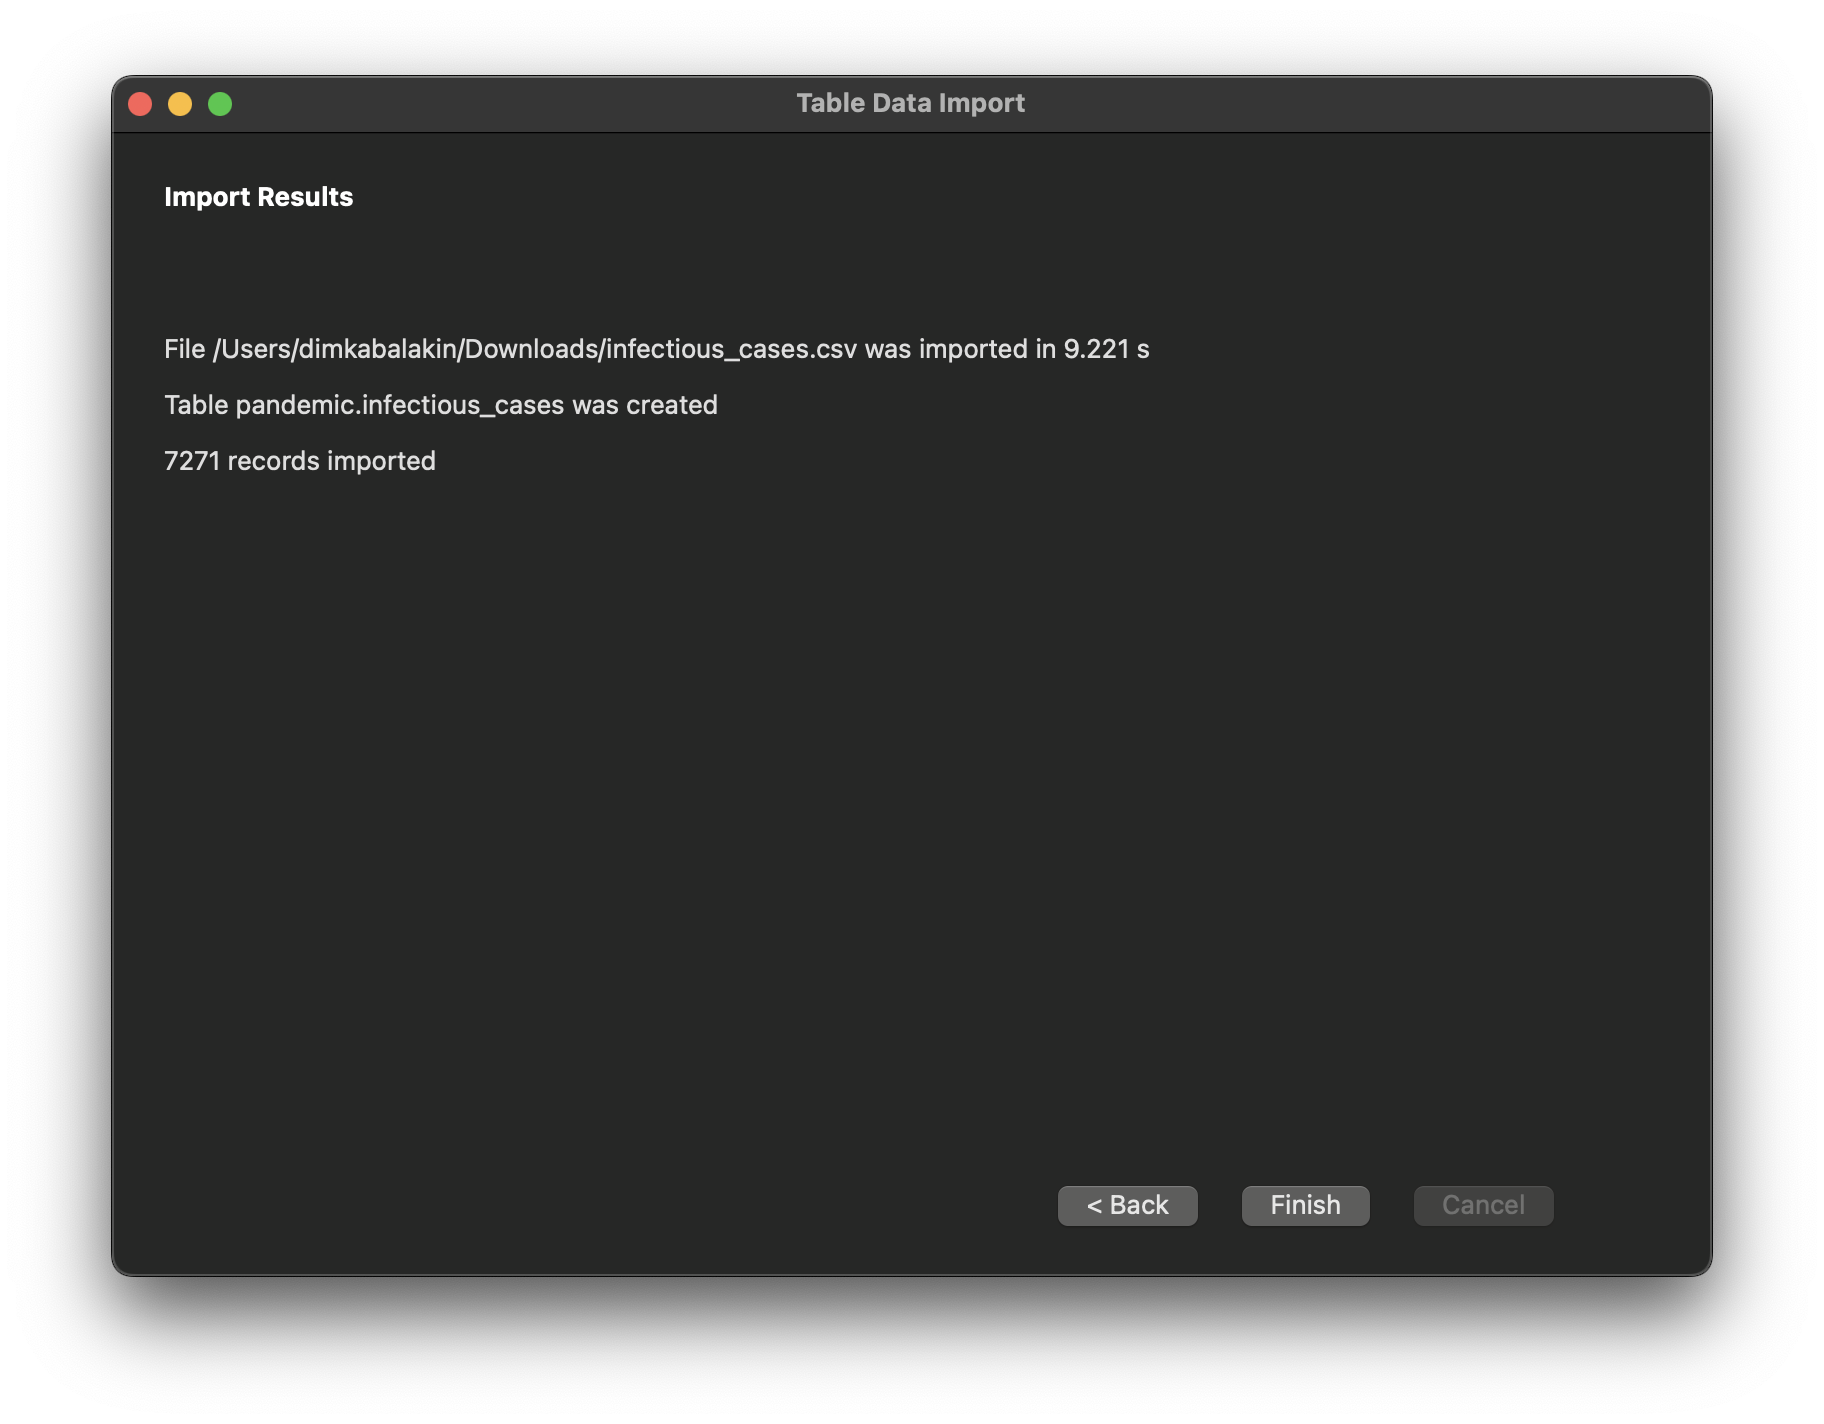 Table Data Import
Import Results
File /Users/dimkabalakin/Downloads/infectious_cases.csv was imported in 9.221 s
Table pandemic.infectious_cases was created
7271 records imported
< Back
Finish
Cancel